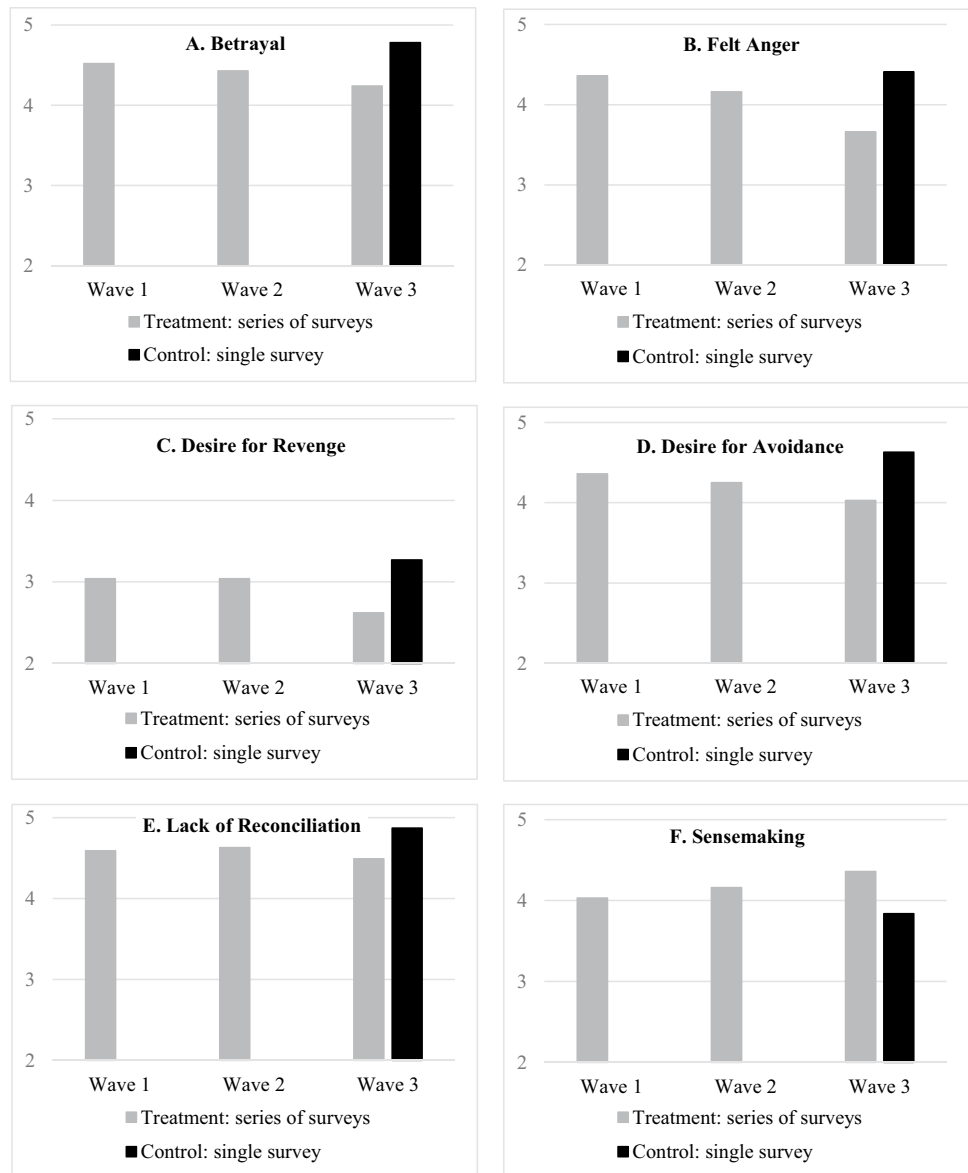 A. Betrayal
5
4
3
2
Wave 1 Wave 2 Wave 3
Treatment: series of surveys
Control: single survey
B. Felt Anger
5
4
3
2
Wave 1 Wave 2 Wave 3
Treatment: series of surveys
Control: single survey
C. Desire for Revenge
5
4
3
2
Wave 1 Wave 2 Wave 3
Treatment: series of surveys
Control: single survey
D. Desire for Avoidance
5
4
3
2
Wave 1 Wave 2 Wave 3
Treatment: series of surveys
Control: single survey
E. Lack of Reconciliation
5
4
3
2
Wave 1 Wave 2 Wave 3
Treatment: series of surveys
Control: single survey
F. Sensemaking
5
4
3
2
Wave 1 Wave 2 Wave 3
Treatment: series of surveys
Control: single survey